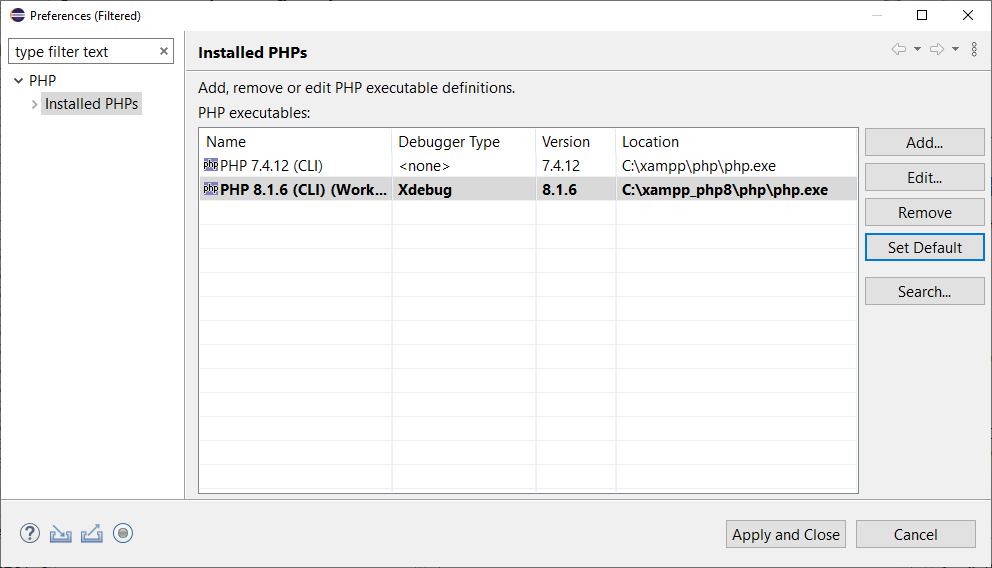 Preferences (Filtered)
type filter text
PHP
Installed PHPs
Installed PHPs
Add, remove or edit PHP executable definitions.
PHP executables:
Name Debugger Type Version Location
php PHP 7.4.12 (CLI) <none> 7.4.12 C:\xampp\php\php.exe
php PHP 8.1.6 (CLI) (Work... Xdebug 8.1.6 C:\xampp_php8\php\php.exe
Add...
Edit...
Remove
Set Default
Search...
?
Apply and Close Cancel